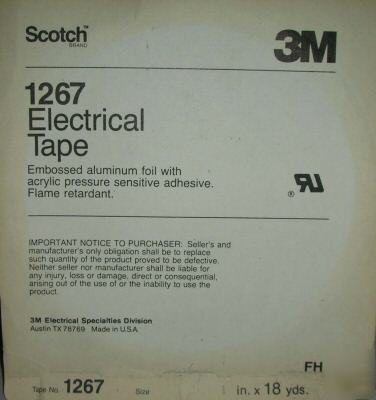 Scotch™
BRAND
3M
1267
Electrical
Tape
Embossed aluminum foil with
acrylic pressure sensitive adhesive.
Flame retardant.
®
IMPORTANT NOTICE TO PURCHASER: Seller's and
manufacturer's only obligation shall be to replace
such quantity of the product proved to be defective.
Neither seller nor manufacturer shall be liable for
any injury, loss or damage, direct or consequential,
arising out of the use of or the inability to use the
product.
3M Electrical Specialties Division
Austin TX 78769 Made in U.S.A.
FH
Tape No. 1267 Size in. x 18 yds.